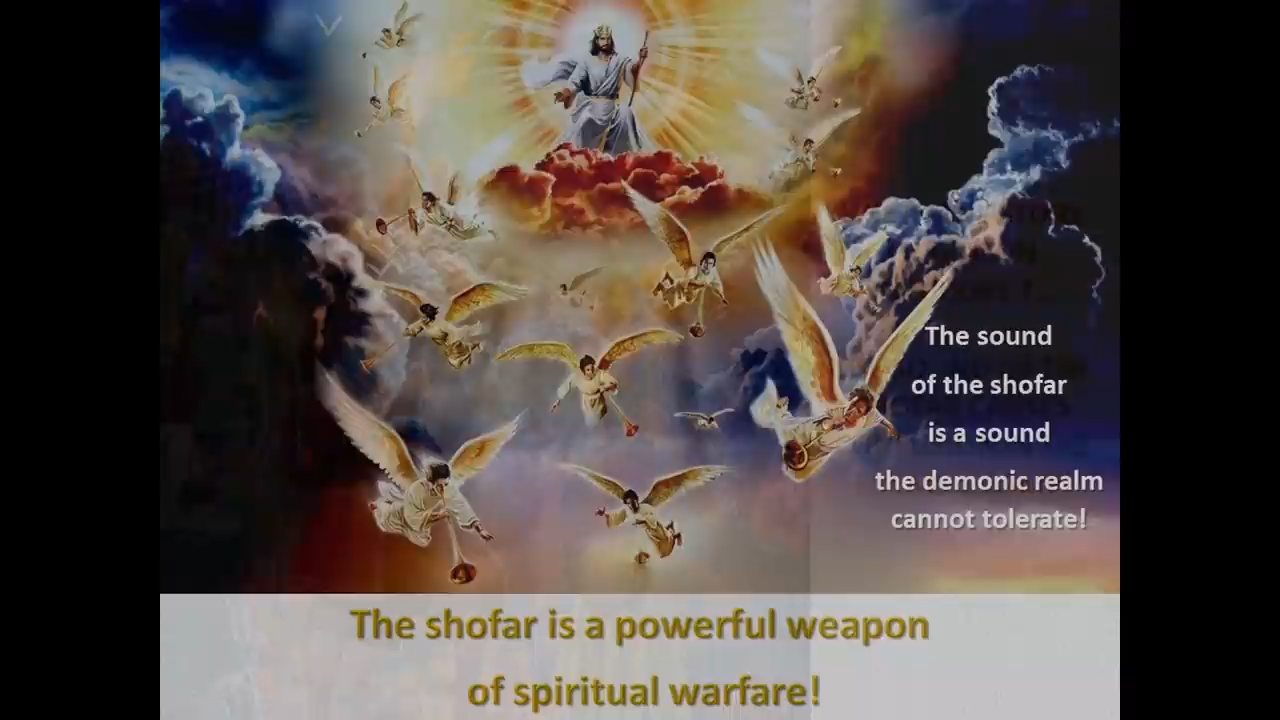 The sound
of the shofar
is a sound
the demonic realm
cannot tolerate!
The shofar is a powerful weapon
of spiritual warfare!